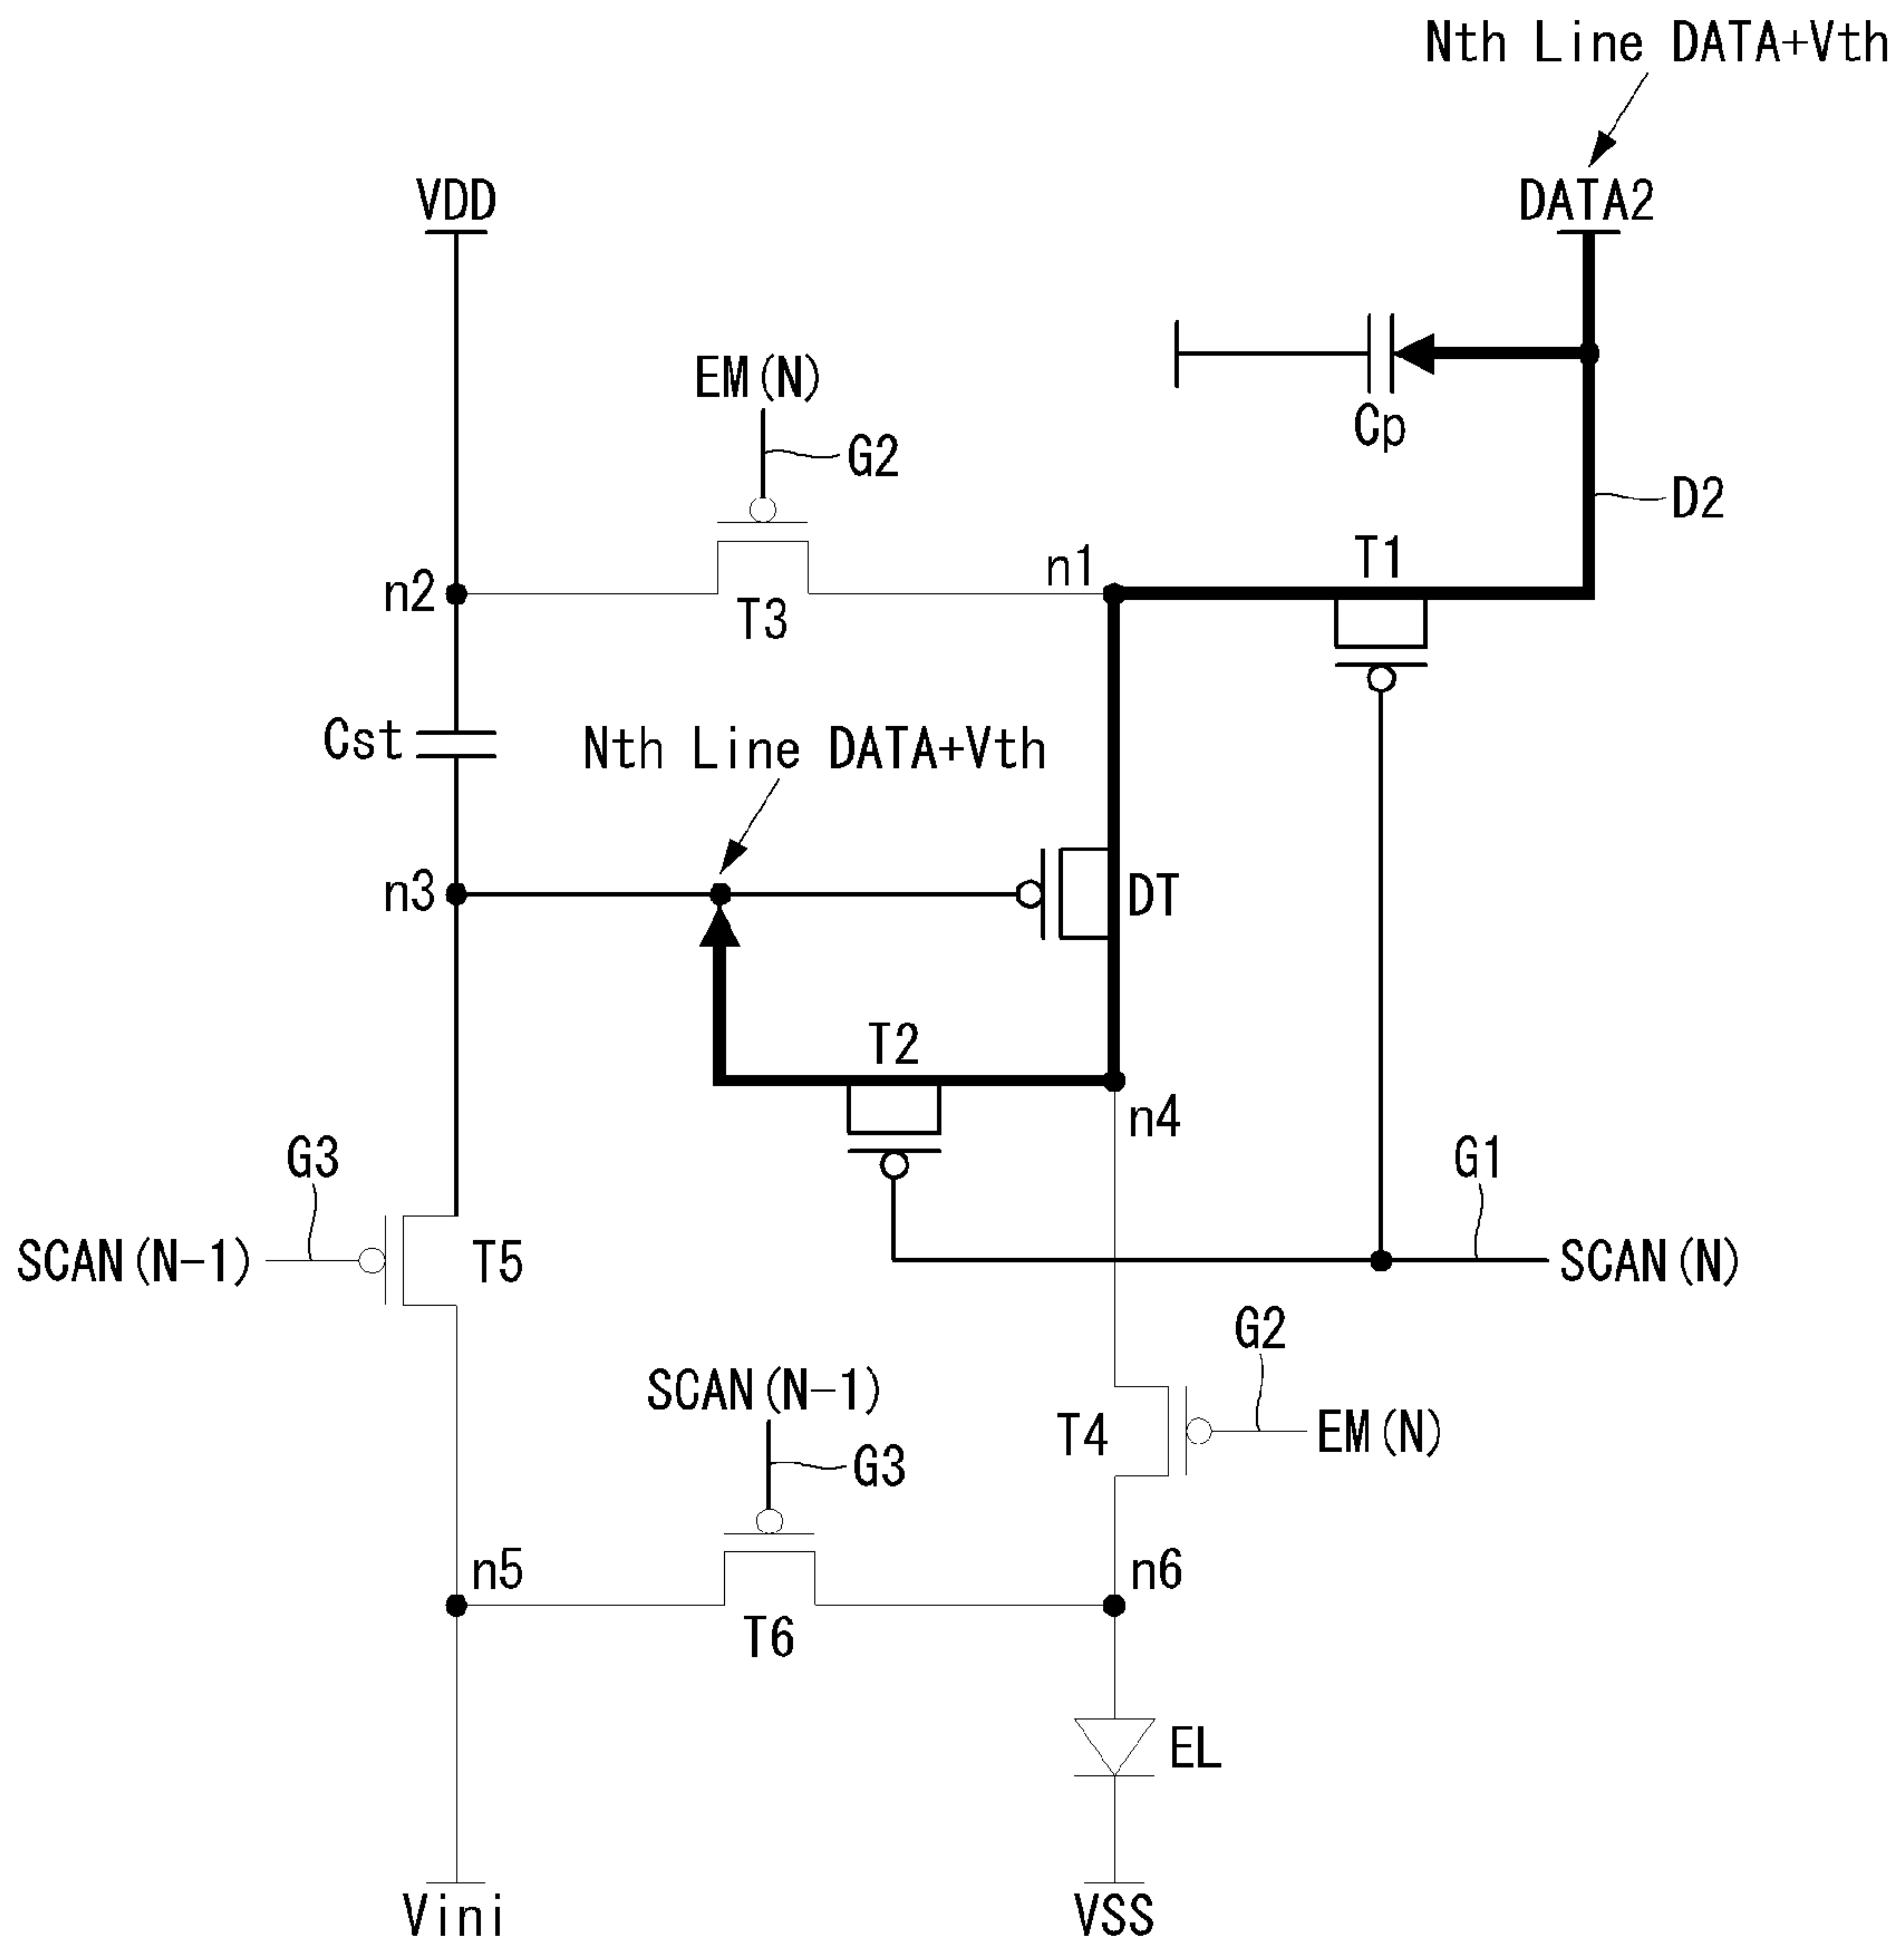 Nth Line DATA+Vth
VDD
DATA2
EM(N)
Cp
G2
D2
T1
n1
n2
T3
Cst
Nth Line DATA+Vth
n3
DT
T2
n4
G3
G1
SCAN(N-1)
T5
SCAN(N)
G2
SCAN(N-1)
T4
EM(N)
G3
n5
n6
T6
EL
Vini
VSS